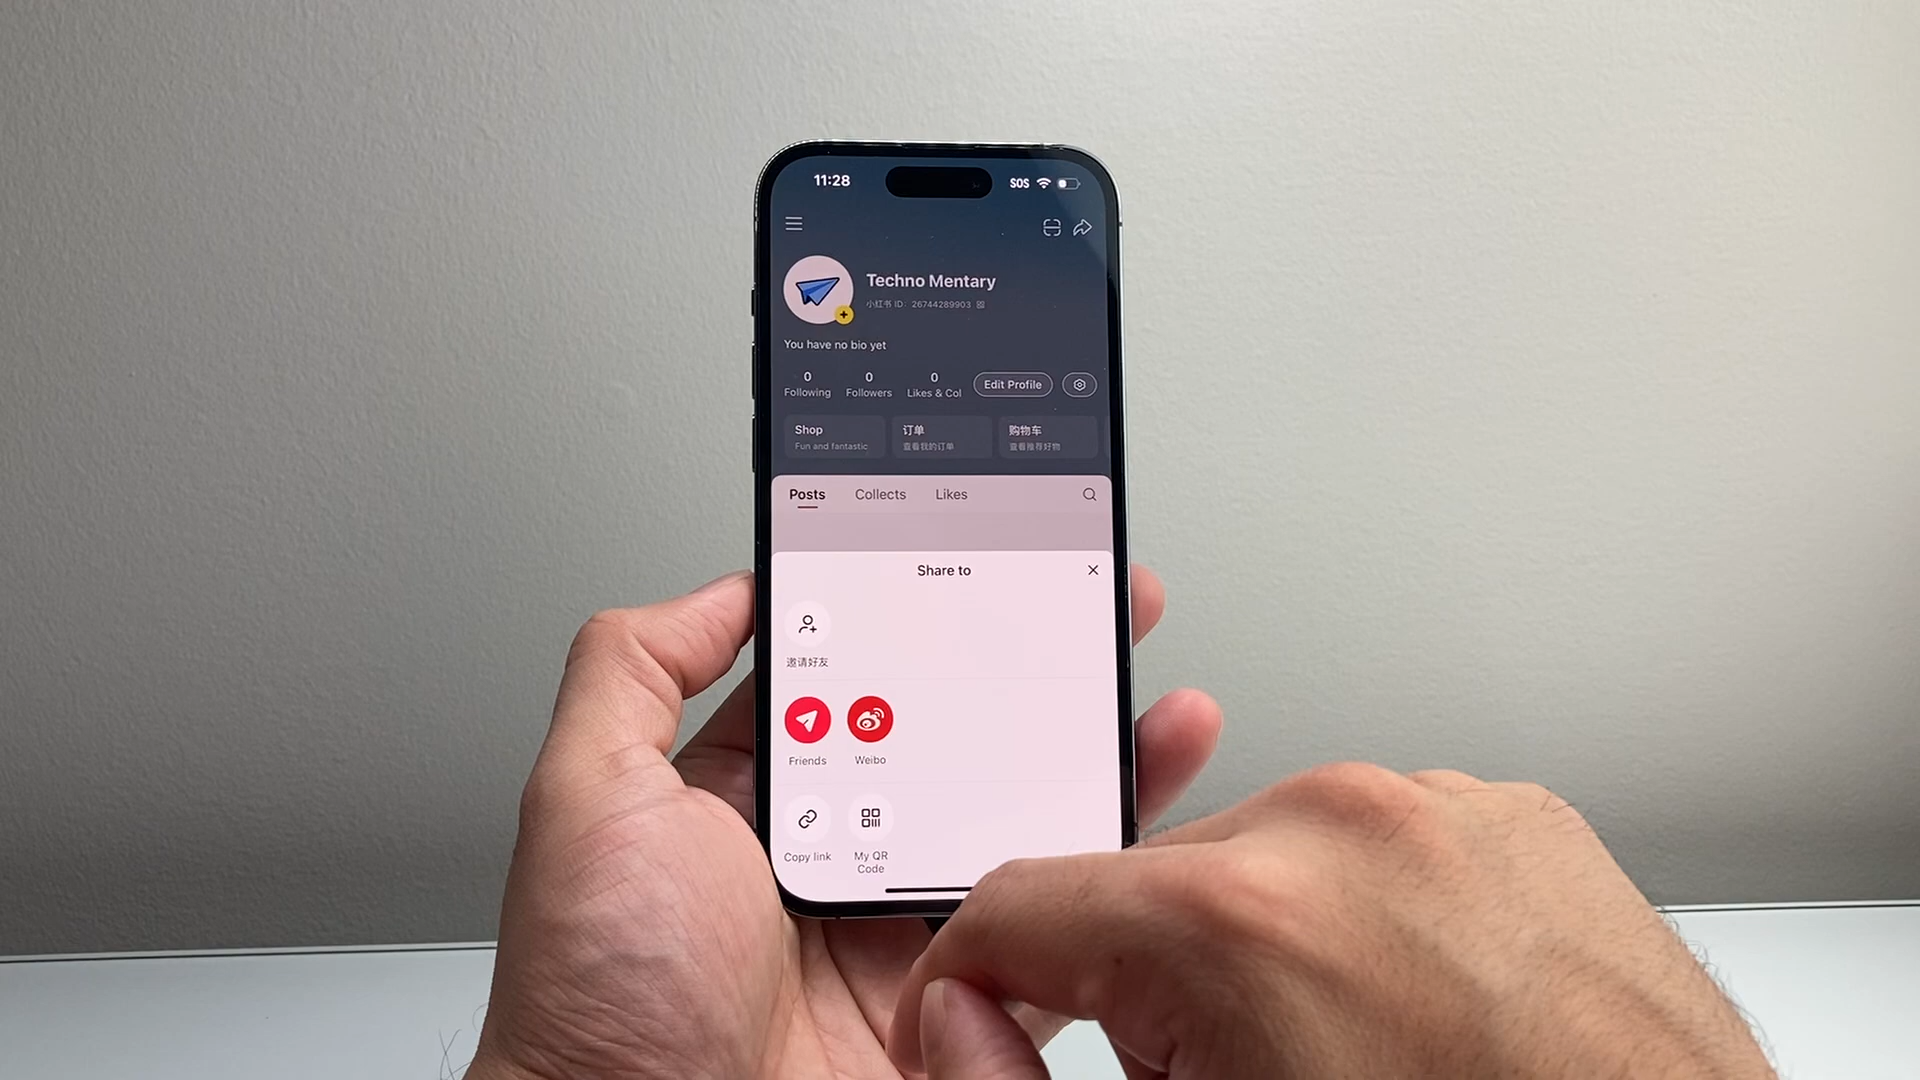 11:28
SOS
Techno Mentary
小红书 ID: 26744289903
You have no bio yet
0 0 0
Following Followers Likes & Col Edit Profile
Shop 订单 购物车
Fun and fantastic 查看我的订单 查看推荐好物
Posts Collects Likes
Share to
邀请好友
Friends Weibo
Copy link My QR
Code